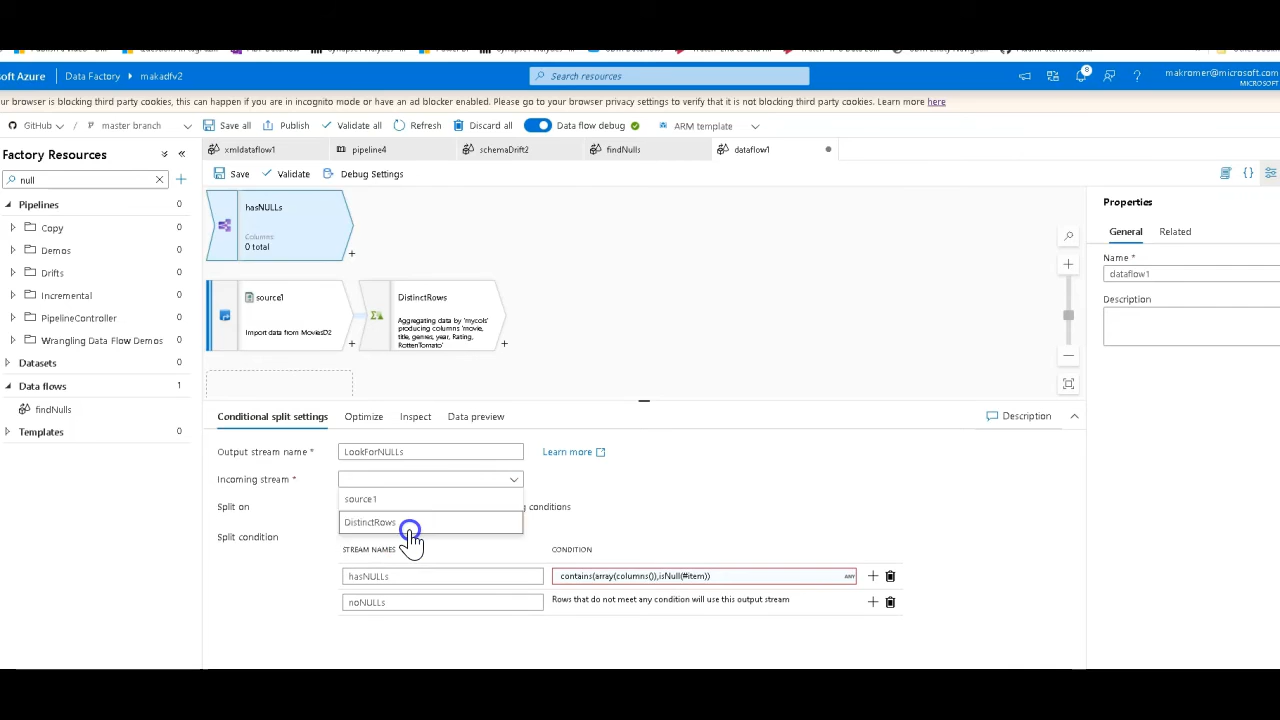 soft Azure
Data Factory
makadfv2
Search resources
8
makromer@microsoft.com
MICROSOFT
our browser is blocking third party cookies, this can happen if you are in incognito mode or have an ad blocker enabled. Please go to your browser privacy settings to verify that it is not blocking third party cookies. Learn more here
GitHub / master branch
Save all
Publish
Validate all
Refresh
Discard all
Data flow debug
ARM template
Factory Resources
xmldataflow1
pipeline4
schemaDrift2
findNulls
dataflow1
null
Save
Validate
Debug Settings
Pipelines 0
Copy 0
Demos 0
Drifts 0
Incremental 0
PipelineController 0
Wrangling Data Flow Demos 0
Datasets 0
Data flows 1
findNulls
Templates 0
hasNULLs
Columns
0 total
source1
Import data from MoviesD2
DistinctRows
Aggregating data by 'mycols'
producing columns 'movie,
title, genres, year, Rating,
RottenTomato'
Properties
General
Related
Name *
dataflow1
Description
Conditional split settings
Optimize
Inspect
Data preview
Description
Output stream name *
LookForNULLs
Learn more
Incoming stream *
source1
DistinctRows
Split on
g conditions
Split condition
STREAM NAMES
CONDITION
hasNULLs
contains(array(columns()),isNull(#item))
ANY
noNULLs
Rows that do not meet any condition will use this output stream